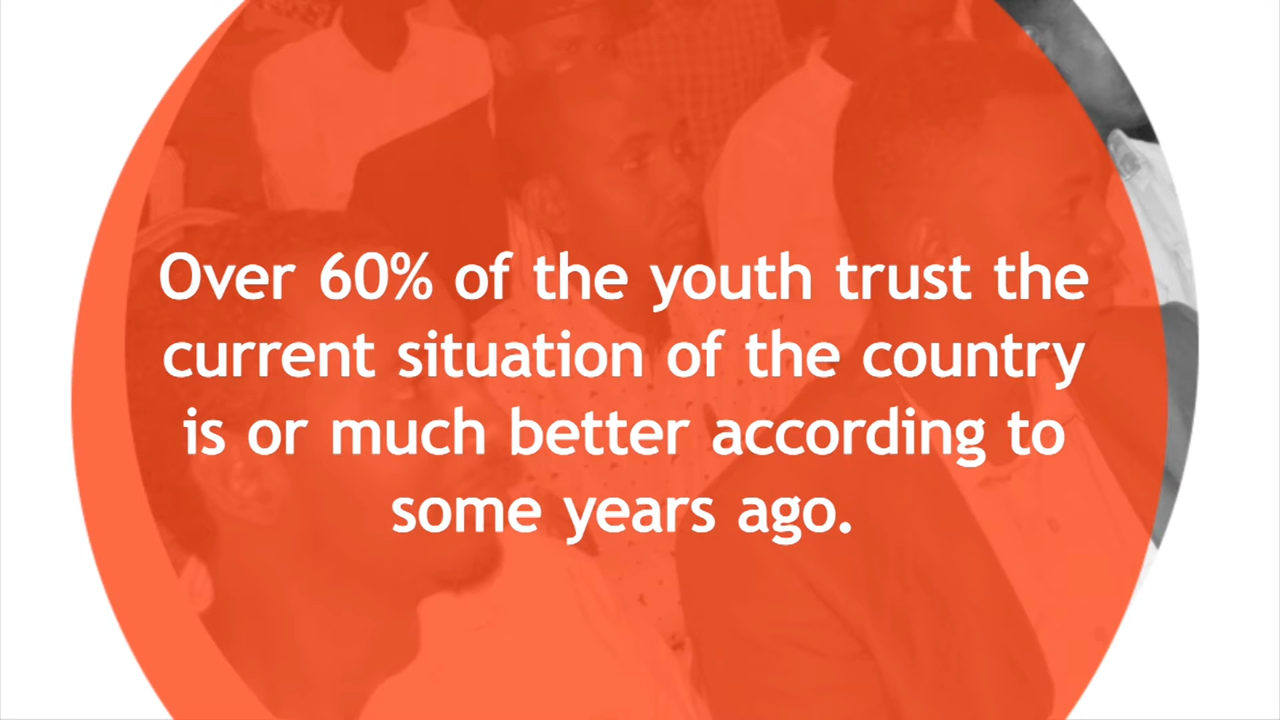 Over 60% of the youth trust the
current situation of the country
is or much better according to
some years ago.